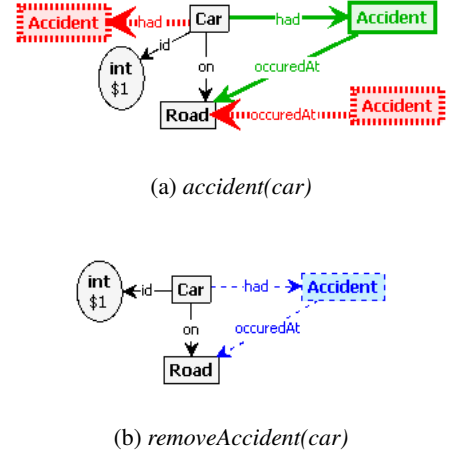 Accident
had
Car
had
Accident
id
int
$1
on
occuredAt
Road
occuredAt
Accident
(a) accident(car)
int
$1
id
Car
had
Accident
on
occuredAt
Road
(b) removeAccident(car)